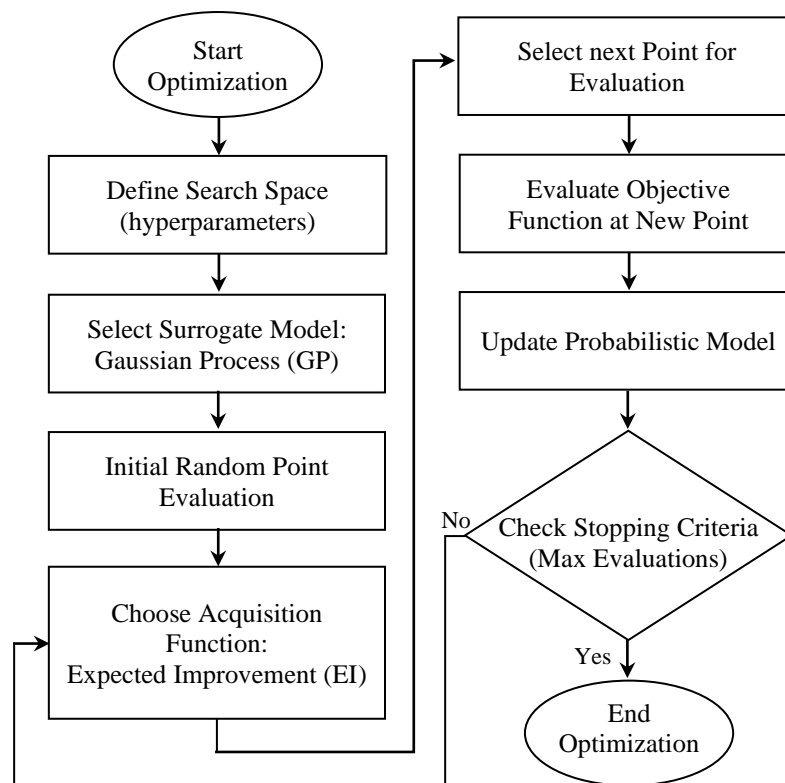 Start
Optimization
Define Search Space
(hyperparameters)
Select Surrogate Model:
Gaussian Process (GP)
Initial Random Point
Evaluation
Choose Acquisition
Function:
Expected Improvement (EI)
Select next Point for
Evaluation
Evaluate Objective
Function at New Point
Update Probabilistic Model
No
Check Stopping Criteria
(Max Evaluations)
Yes
End
Optimization